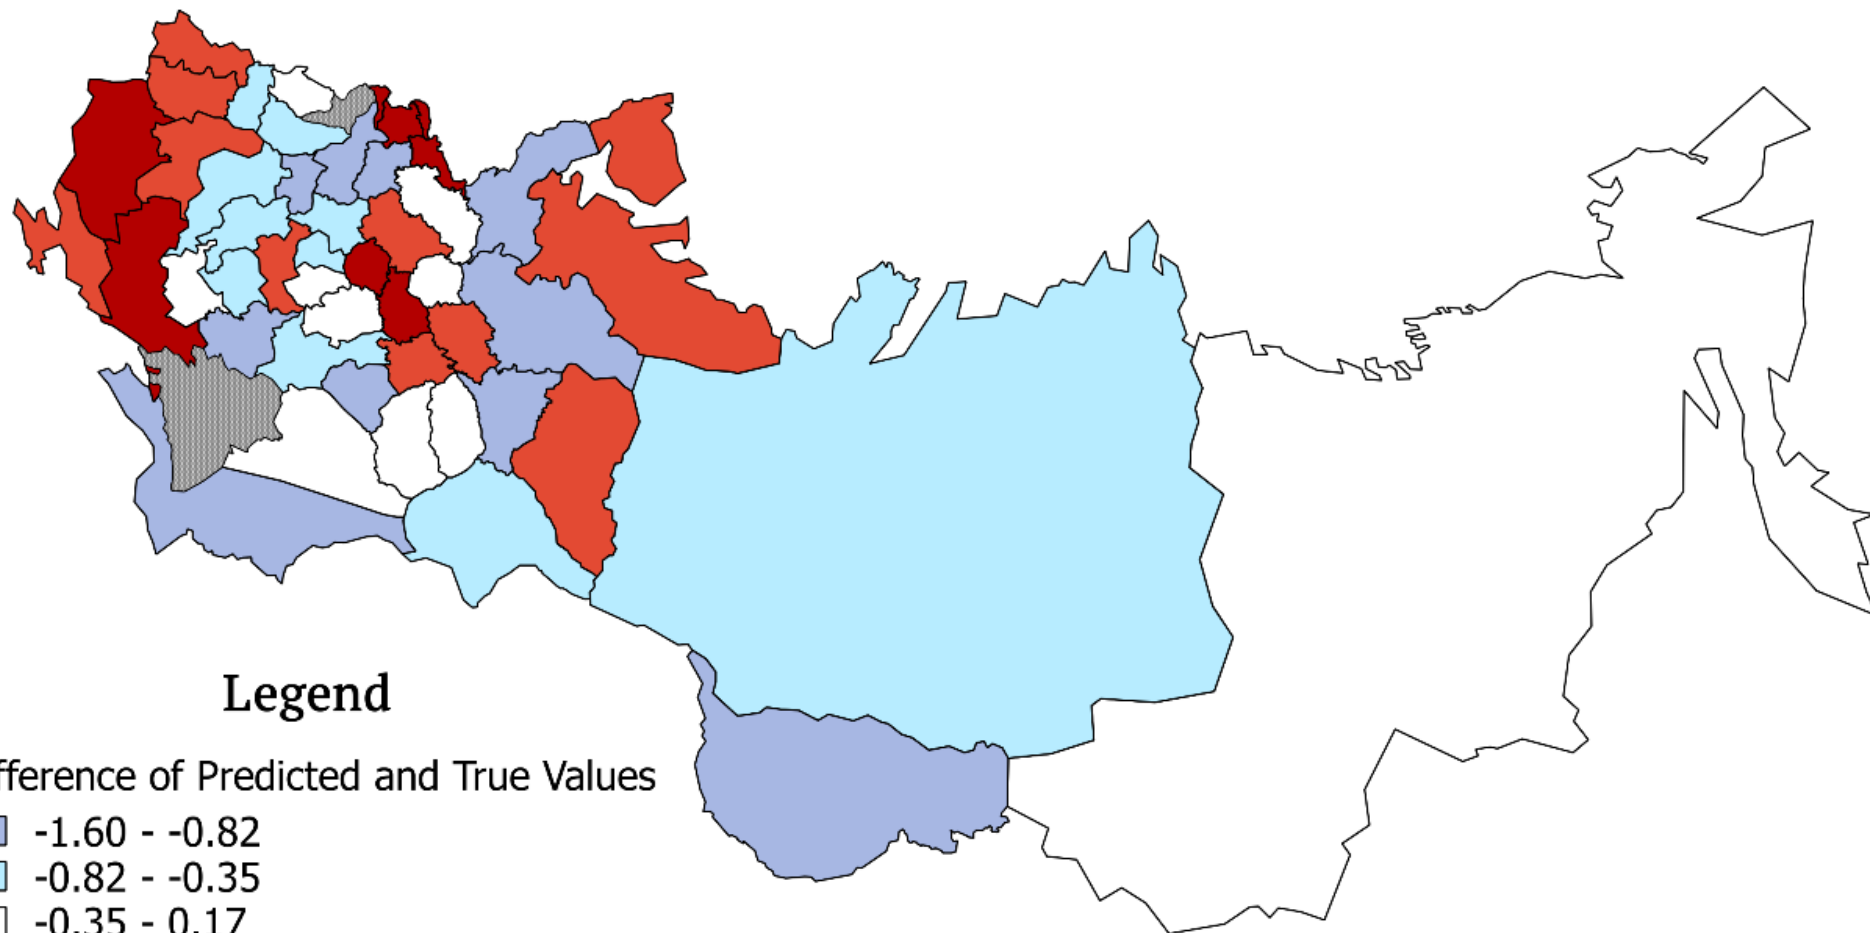 Legend
fference of Predicted and True Values
-1.60 - -0.82
-0.82 - -0.35
-0.35 - 0.17